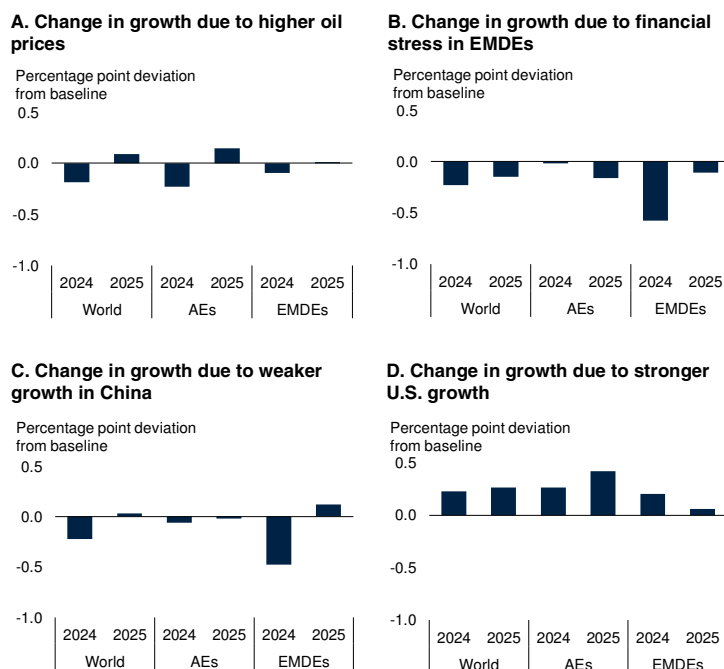 A. Change in growth due to higher oil
prices
Percentage point deviation
from baseline
0.5
0.0
-0.5
-1.0
2024 2025 2024 2025 2024 2025
World AEs EMDEs
B. Change in growth due to financial
stress in EMDEs
Percentage point deviation
from baseline
0.5
0.0
-0.5
-1.0
2024 2025 2024 2025 2024 2025
World AEs EMDEs
C. Change in growth due to weaker
growth in China
Percentage point deviation
from baseline
0.5
0.0
-0.5
-1.0
2024 2025 2024 2025 2024 2025
World AEs EMDEs
D. Change in growth due to stronger
U.S. growth
Percentage point deviation
from baseline
0.5
0.0
-0.5
-1.0
2024 2025 2024 2025 2024 2025
World AEs EMDEs